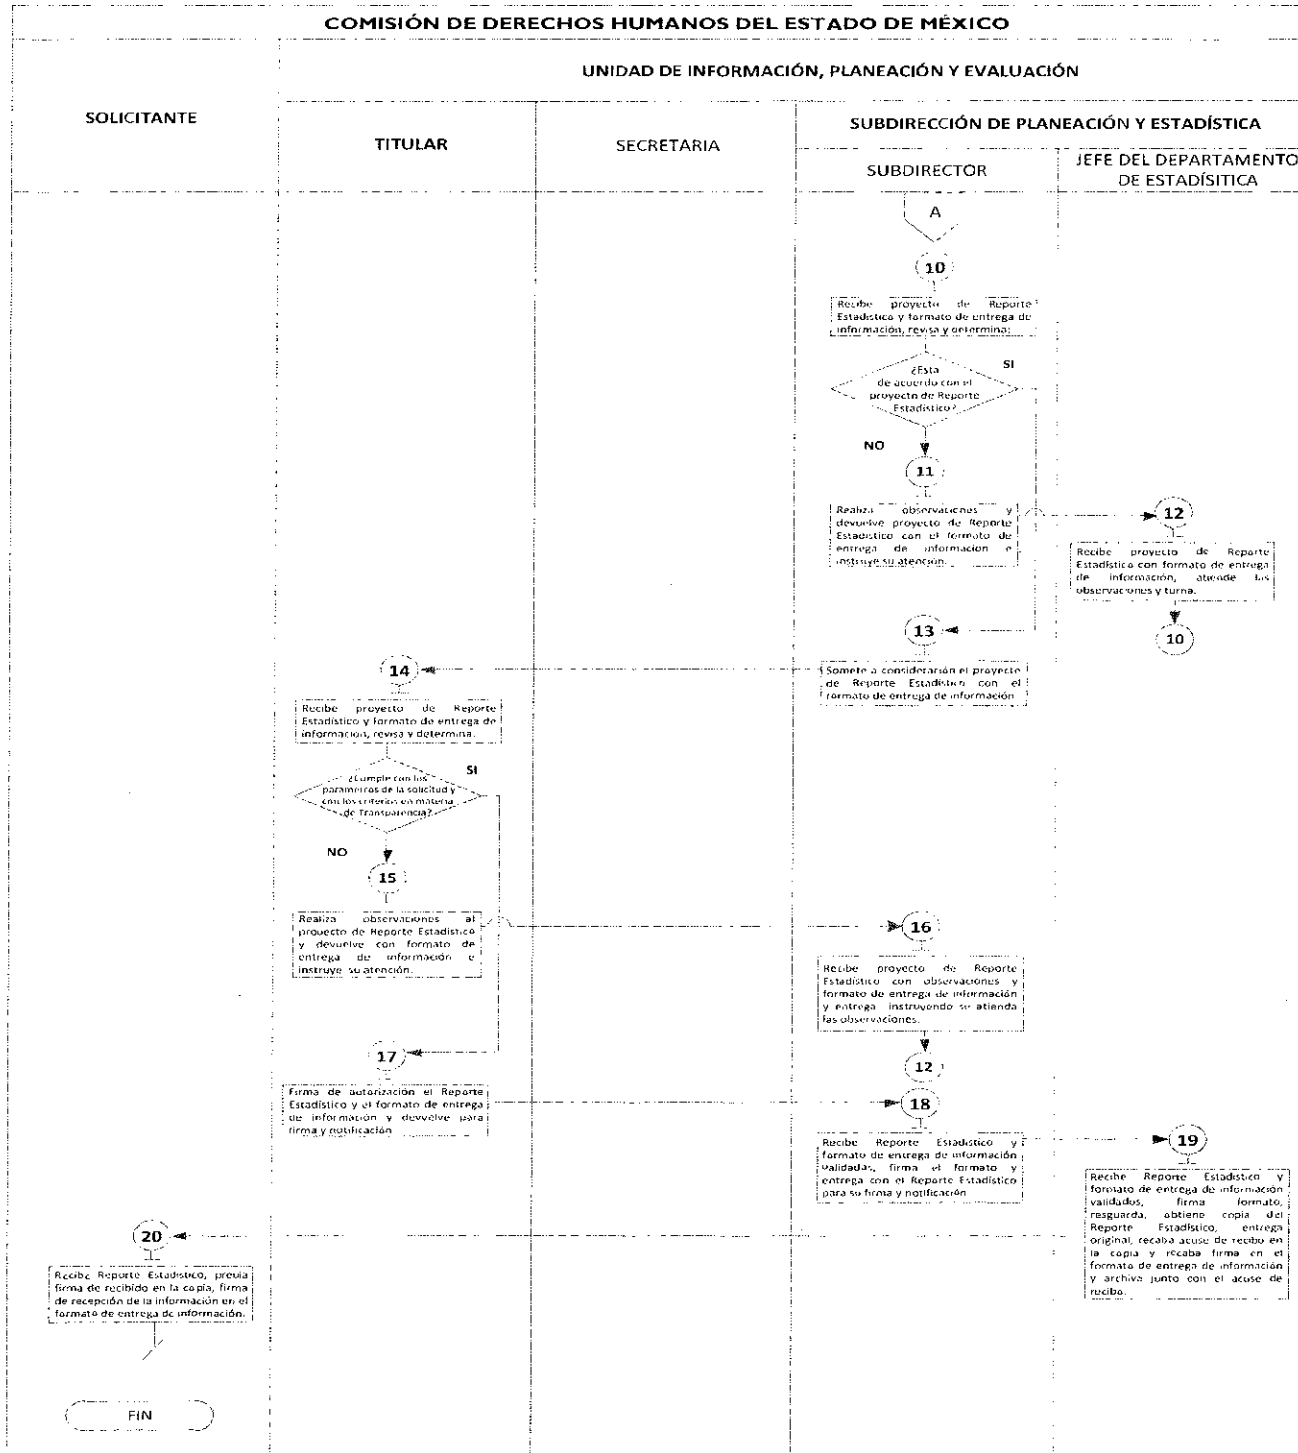 COMISIÓN DE DERECHOS HUMANOS DEL ESTADO DE MÉXICO
UNIDAD DE INFORMACIÓN, PLANEACIÓN Y EVALUACIÓN
SOLICITANTE
TITULAR
SECRETARIA
SUBDIRECCIÓN DE PLANEACIÓN Y ESTADÍSTICA
SUBDIRECTOR
JEFE DEL DEPARTAMENTO
DE ESTADÍSITICA
A
10
Recibe proyecto de Reporte
Estadístico y formato de entrega de
información, revisa y determina:
¿Esta
de acuerdo con el
proyecto de Reporte
Estadístico?
SI
NO
11
Realiza observaciones y
devuelve proyecto de Reporte
Estadístico con el formato de
entrega de información e
instruye su atención.
12
Recibe proyecto de Reporte
Estadístico con formato de entrega
de información, atiende las
observaciones y turna.
10
13
Somete a consideración el proyecto
de Reporte Estadístico con el
formato de entrega de información
14
Recibe proyecto de Reporte
Estadístico y formato de entrega de
información, revisa y determina.
¿Cumple con los
parámetros de la solicitud y
con los criterios en materia
de Transparencia?
SI
NO
15
Realiza observaciones al
proyecto de Reporte Estadístico
y devuelve con formato de
entrega de información e
instruye su atención.
16
Recibe proyecto de Reporte
Estadístico con observaciones y
formato de entrega de información
y entrega instruyendo se atienda
las observaciones.
12
17
Firma de autorización el Reporte
Estadístico y el formato de entrega
de información y devuelve para
firma y notificación
18
Recibe Reporte Estadístico y
formato de entrega de información
validadas, firma el formato y
entrega con el Reporte Estadístico
para su firma y notificación
19
Recibe Reporte Estadístico y
formato de entrega de información
validados, firma formato,
resguarda, obtiene copia del
Reporte Estadístico, entrega
original, recaba acuse de recibo en
la copia y recaba firma en el
formato de entrega de información
y archiva junto con el acuse de
recibo.
20
Recibe Reporte Estadístico, previa
firma de recibido en la copia, firma
de recepción de la información en el
formato de entrega de información.
FIN